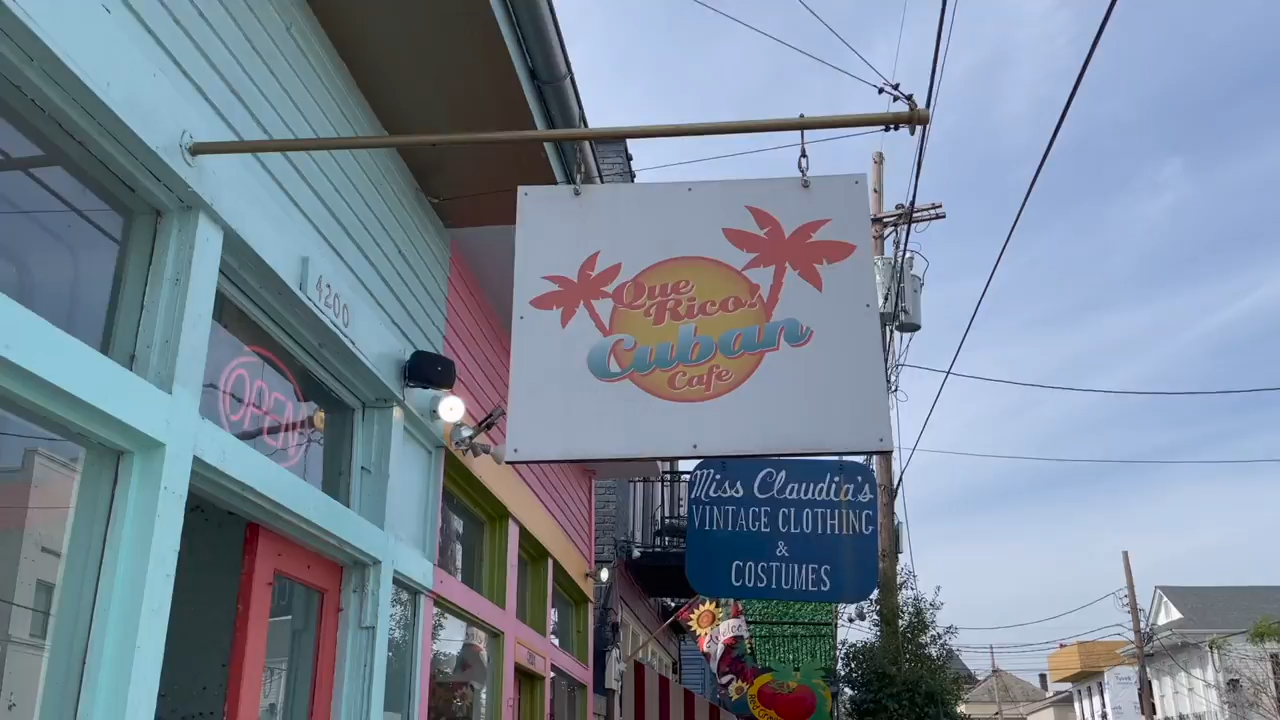 4200
OPEN
Que
Rico!
Cuban
Cafe
Miss Claudia's
VINTAGE CLOTHING
&
COSTUMES